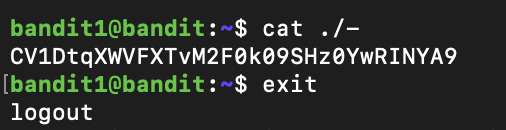 bandit1@bandit:~$ cat ./-
CV1DtqXWVFXTvM2F0k09SHz0YwRINYA9
[bandit1@bandit:~$ exit
logout